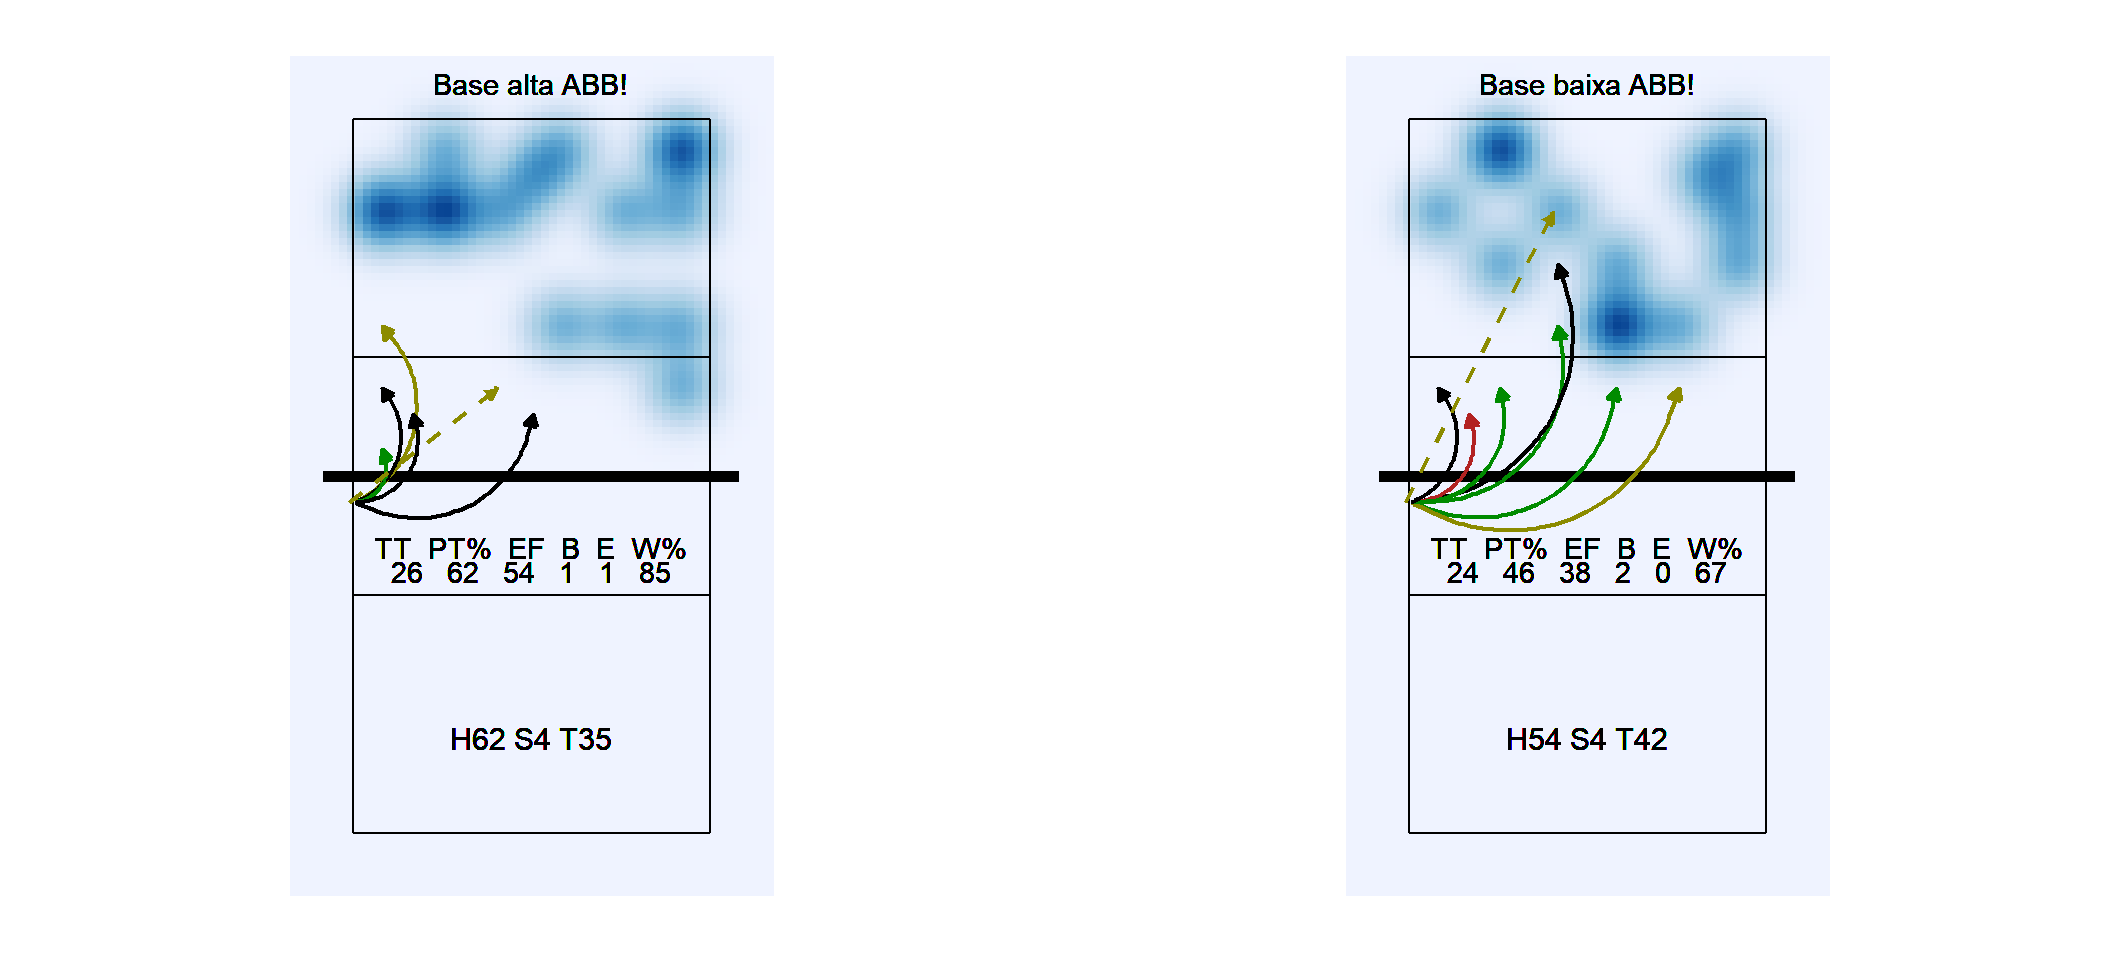 Base alta ABB!
TT PT% EF B E W%
26 62 54 1 1 85
H62 S4 T35
Base baixa ABB!
TT PT% EF B E W%
24 46 38 2 0 67
H54 S4 T42